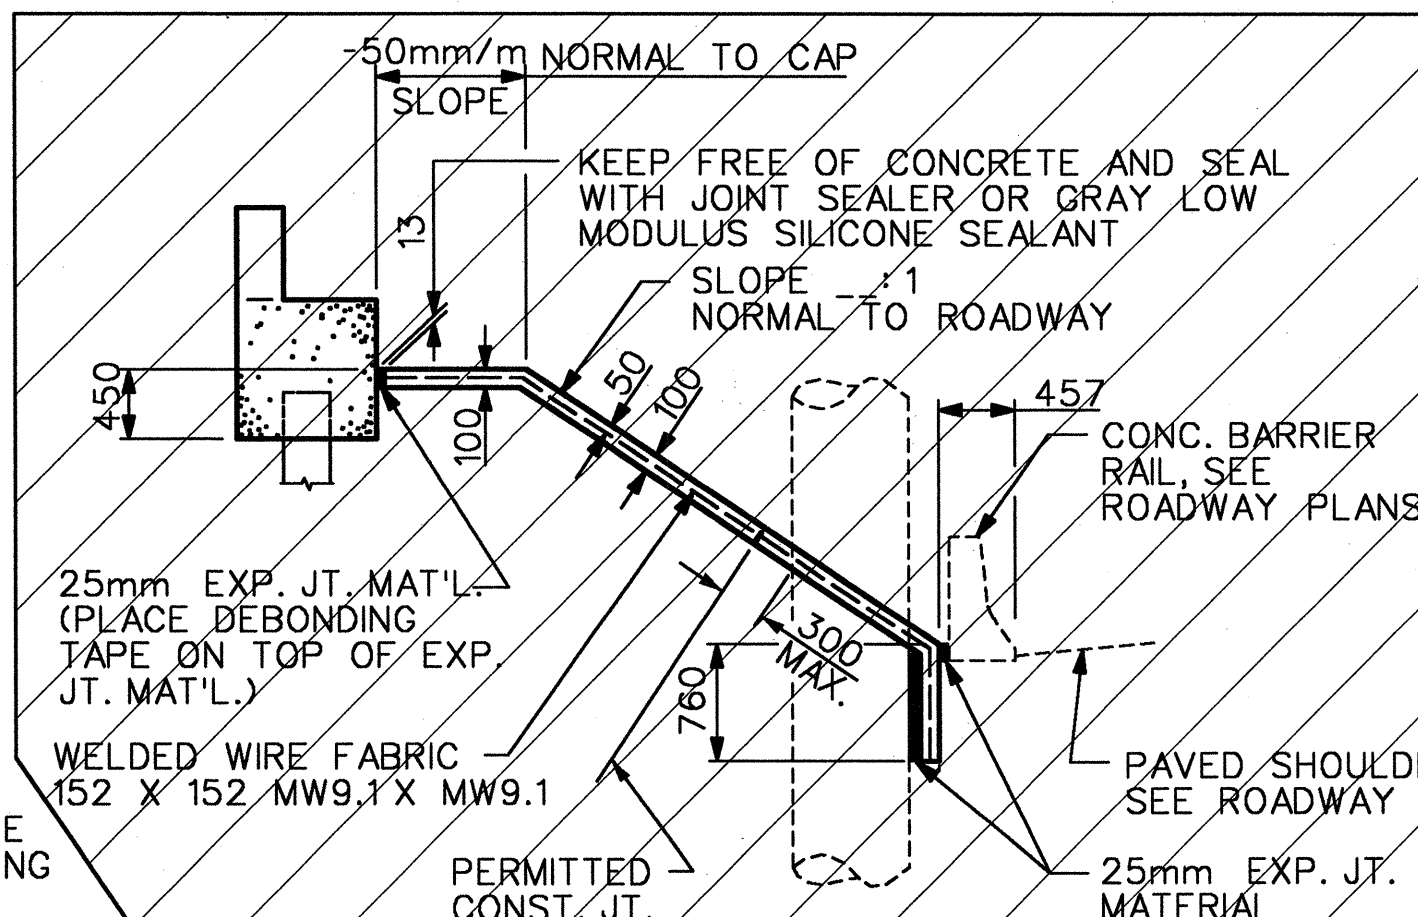 -50mm/m NORMAL TO CAP
SLOPE
KEEP FREE OF CONCRETE AND SEAL
WITH JOINT SEALER OR GRAY LOW
MODULUS SILICONE SEALANT
13
SLOPE __:1
NORMAL TO ROADWAY
450
100
50
100
457
CONC. BARRIER
RAIL, SEE
ROADWAY PLANS
25mm EXP. JT. MAT'L.
(PLACE DEBONDING
TAPE ON TOP OF EXP.
JT. MAT'L.)
300
MAX.
760
WELDED WIRE FABRIC
152 X 152 MW9.1 X MW9.1
PAVED SHOULD
SEE ROADWAY
E
NG
PERMITTED
CONST. JT.
25mm EXP. JT.
MATERIAL